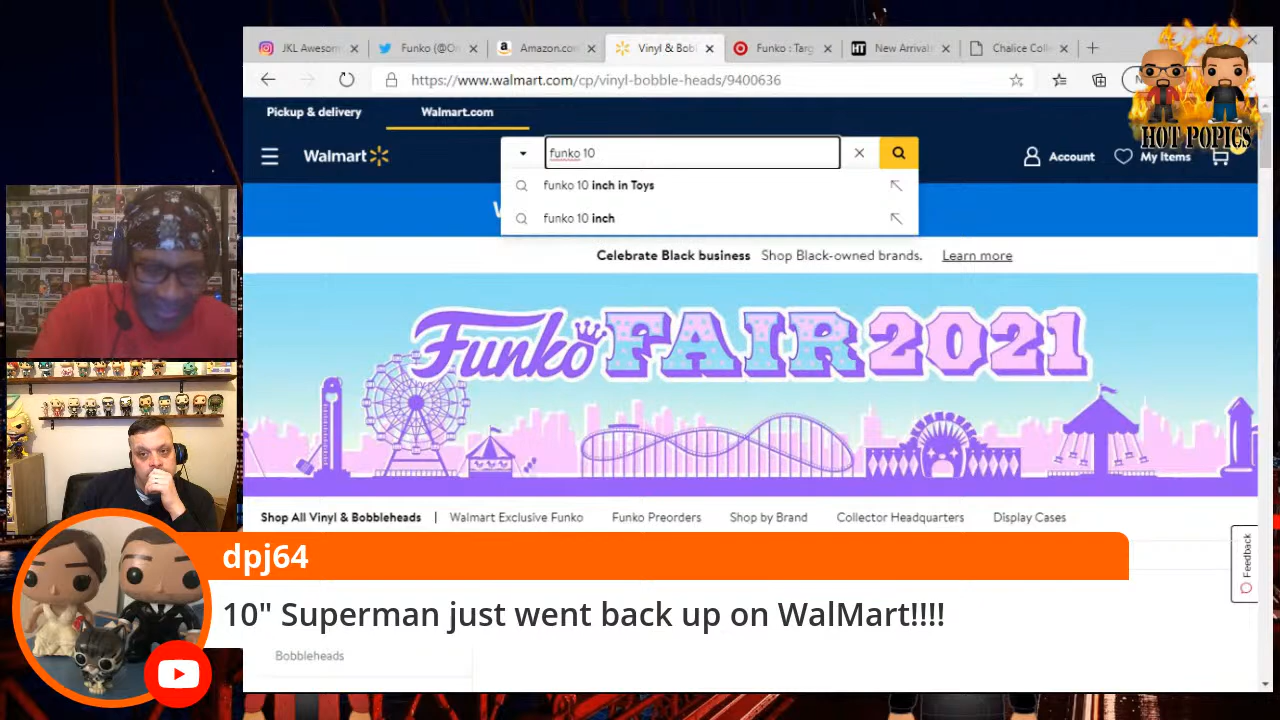 JKL Awesom
Funko (@O
Amazon.co
Vinyl & Bobl
Funko : Targ
New Arrivals
Chalice Coll
https://www.walmart.com/cp/vinyl-bobble-heads/9400636
HOT POPICS
Pickup & delivery
Walmart.com
Walmart
funko 10
Account
My Items
funko 10 inch in Toys
funko 10 inch
W
Celebrate Black business Shop Black-owned brands. Learn more
Funko FAIR 2021
Shop All Vinyl & Bobbleheads | Walmart Exclusive Funko Funko Preorders Shop by Brand Collector Headquarters Display Cases
Feedback
dpj64
10" Superman just went back up on WalMart!!!!
Bobbleheads